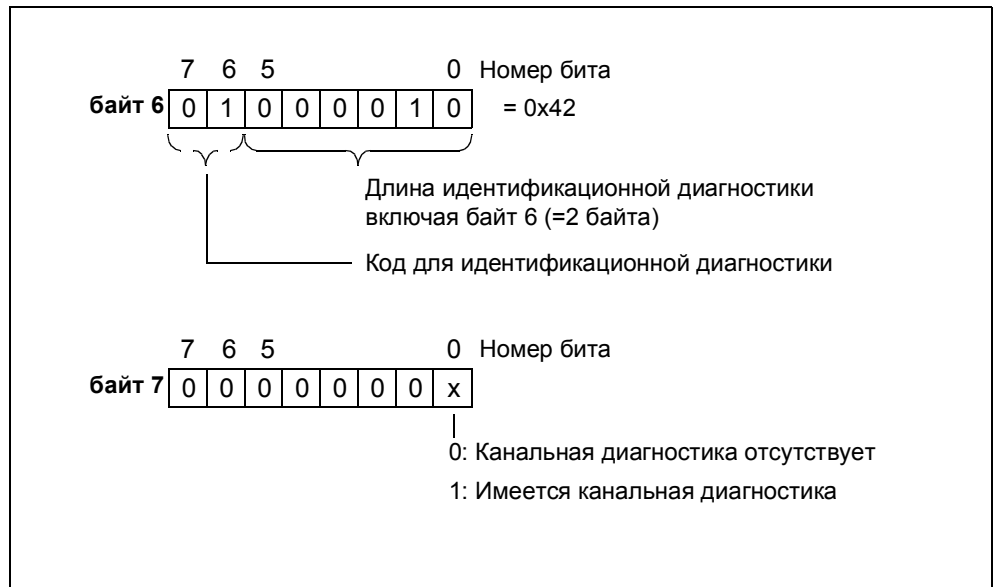 7 6 5 0 Номер бита
байт 6 0 1 0 0 0 0 1 0 = 0x42
Длина идентификационной диагностики
включая байт 6 (=2 байта)
Код для идентификационной диагностики
7 6 5 0 Номер бита
байт 7 0 0 0 0 0 0 0 x
0: Канальная диагностика отсутствует
1: Имеется канальная диагностика